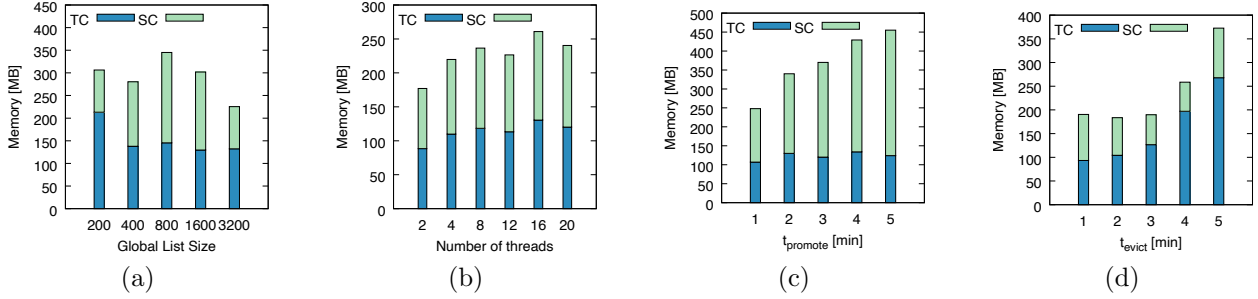 TC SC
450
400
350
300
250
200
150
100
50
0
Memory [MB]
200 400 800 1600 3200
Global List Size
(a)
TC SC
300
250
200
150
100
50
0
Memory [MB]
2 4 8 12 16 20
Number of threads
(b)
TC SC
500
450
400
350
300
250
200
150
100
50
0
Memory [MB]
1 2 3 4 5
t_promote [min]
(c)
TC SC
400
350
300
250
200
150
100
50
0
Memory [MB]
1 2 3 4 5
t_evict [min]
(d)